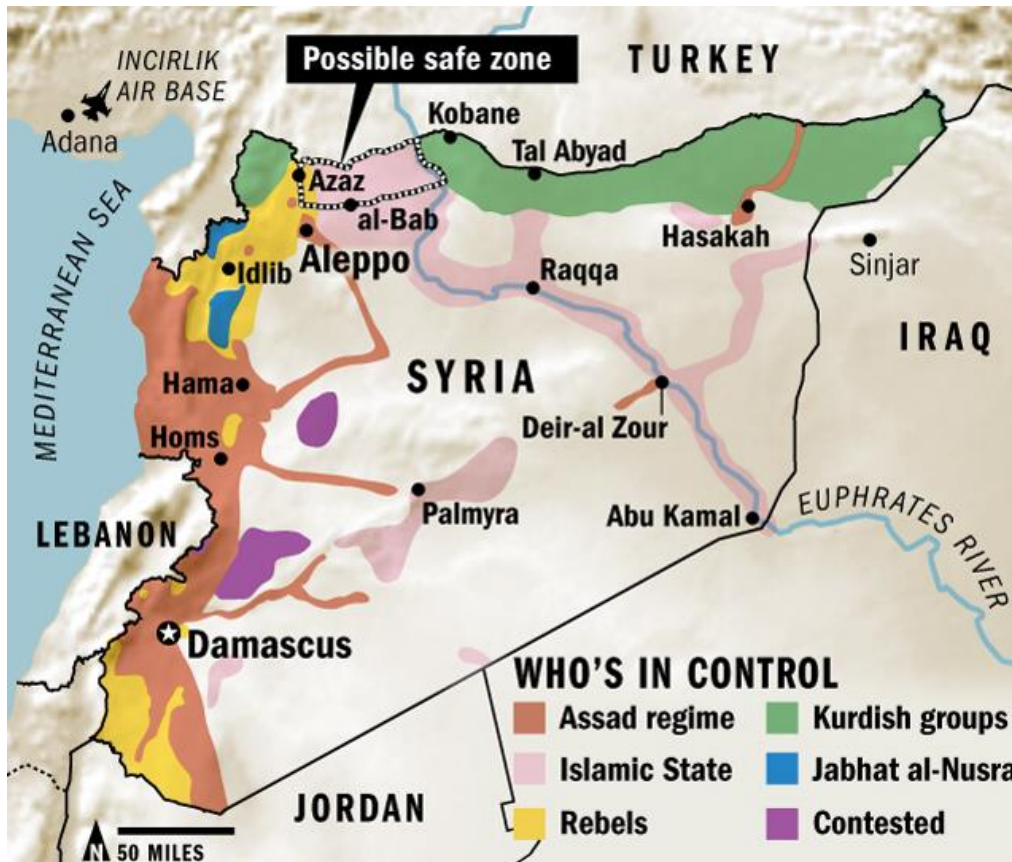 INCIRLIK
AIR BASE
Adana
Possible safe zone
TURKEY
Kobane
Tal Abyad
Azaz
al-Bab
Aleppo
Idlib
Hasakah
Sinjar
Raqqa
MEDITERRANEAN SEA
SYRIA
IRAQ
Hama
Homs
Deir-al Zour
Palmyra
Abu Kamal
EUPHRATES RIVER
LEBANON
Damascus
JORDAN
WHO'S IN CONTROL
Assad regime
Kurdish groups
Islamic State
Jabhat al-Nusra
Rebels
Contested
N
50 MILES